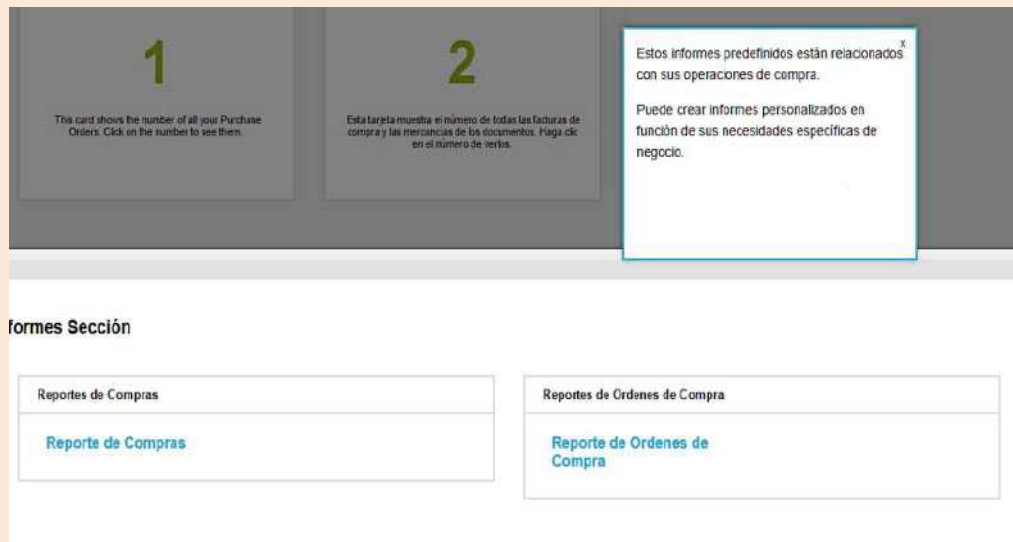 1
This card shows the number of all your Purchase
Orders. Click on the number to see them.
2
Esta tarjeta muestra el número de todas las facturas de
compra y las mercancías de los documentos. Haga clic
en el número de verlos.
x
Estos informes predefinidos están relacionados
con sus operaciones de compra.
Puede crear informes personalizados en
función de sus necesidades específicas de
negocio.
formes Sección
Reportes de Compras
Reporte de Compras
Reportes de Ordenes de Compra
Reporte de Ordenes de
Compra